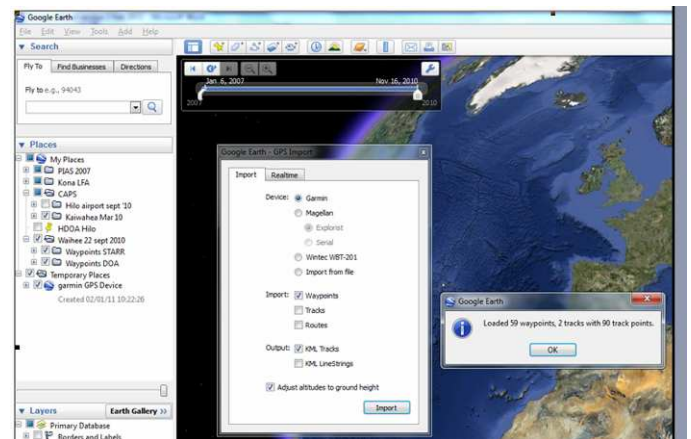 Google Earth
File Edit View Tools Add Help
Search
Fly To Find Businesses Directions
Fly to e.g., 94043
Jan 6, 2007 Nov 16, 2010
2007 2010
Places
My Places
PIAS 2007
Kona LFA
CAPS
Hilo airport sept '10
Kaiwahea Mar 10
HDOA Hilo
Waihee 22 sept 2010
Waypoints STARR
Waypoints DOA
Temporary Places
garmin GPS Device
Created 02/01/11 10:22:26
Layers Earth Gallery >>
Primary Database
Borders and Labels
Google Earth - GPS Import
Import Realtime
Device: Garmin
Magellan
Explorist
Serial
Wintec WBT-201
Import from file
Import: Waypoints
Tracks
Routes
Output: KML Tracks
KML LineStrings
Adjust altitudes to ground height
Import
Google Earth
Loaded 59 waypoints, 2 tracks with 90 track points.
OK